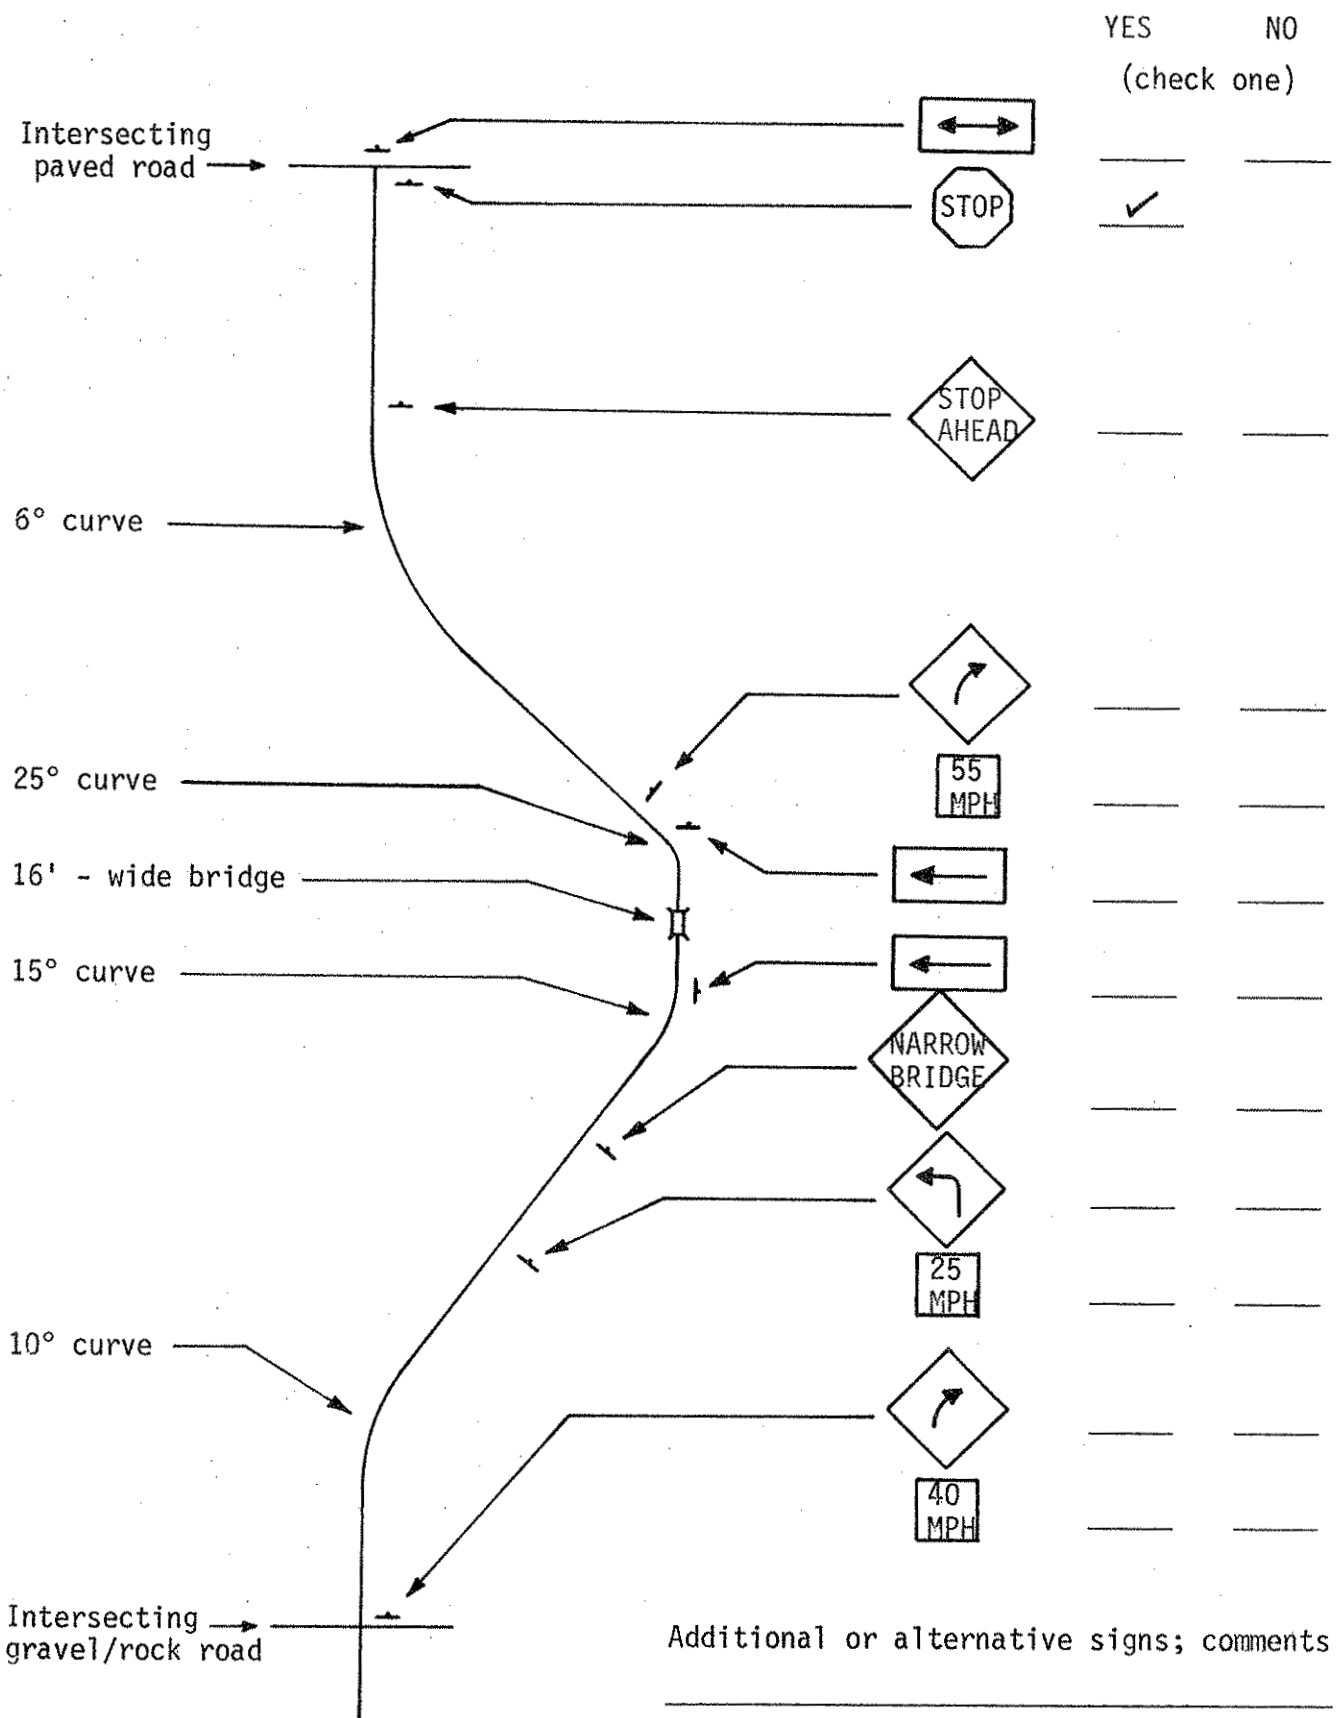 YES NO
(check one)
Intersecting
paved road
STOP
✓
STOP
AHEAD
6° curve
55
MPH
25° curve
16' - wide bridge
15° curve
NARROW
BRIDGE
25
MPH
10° curve
40
MPH
Intersecting
gravel/rock road
Additional or alternative signs; comments